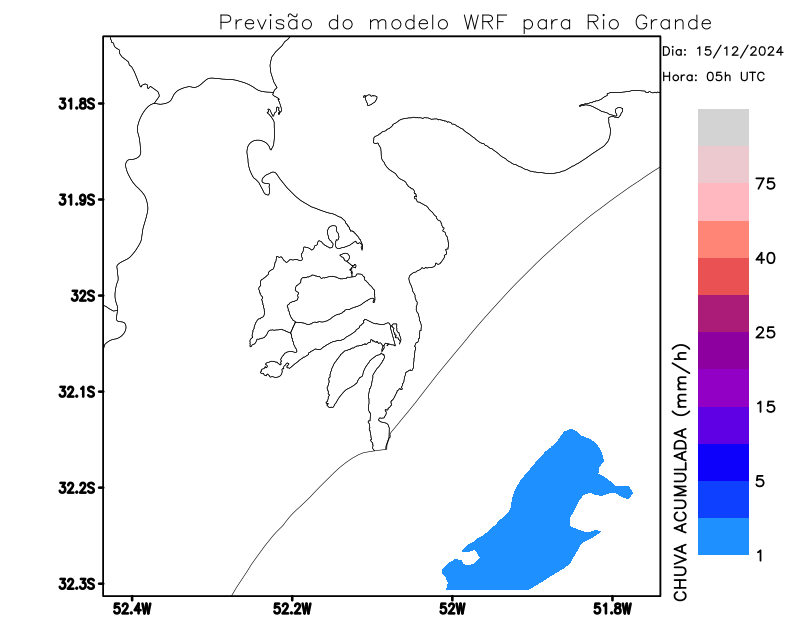 Previsão do modelo WRF para Rio Grande
Dia: 15/12/2024
Hora: 05h UTC
31.8S
31.9S
32S
32.1S
32.2S
32.3S
52.4W
52.2W
52W
51.8W
75
40
25
15
5
1
CHUVA ACUMULADA (mm/h)